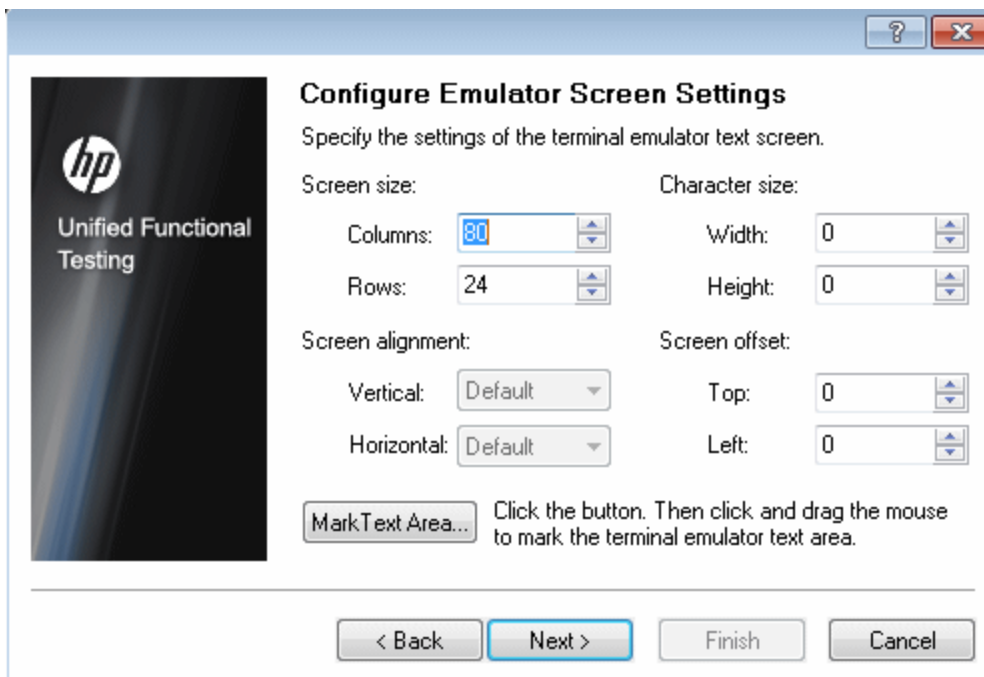 ?
Configure Emulator Screen Settings
Specify the settings of the terminal emulator text screen.
hp
Unified Functional
Testing
Screen size:
Columns: 80
Rows: 24
Character size:
Width: 0
Height: 0
Screen alignment:
Vertical: Default
Horizontal: Default
Screen offset:
Top: 0
Left: 0
Mark Text Area...
Click the button. Then click and drag the mouse
to mark the terminal emulator text area.
< Back
Next >
Finish
Cancel